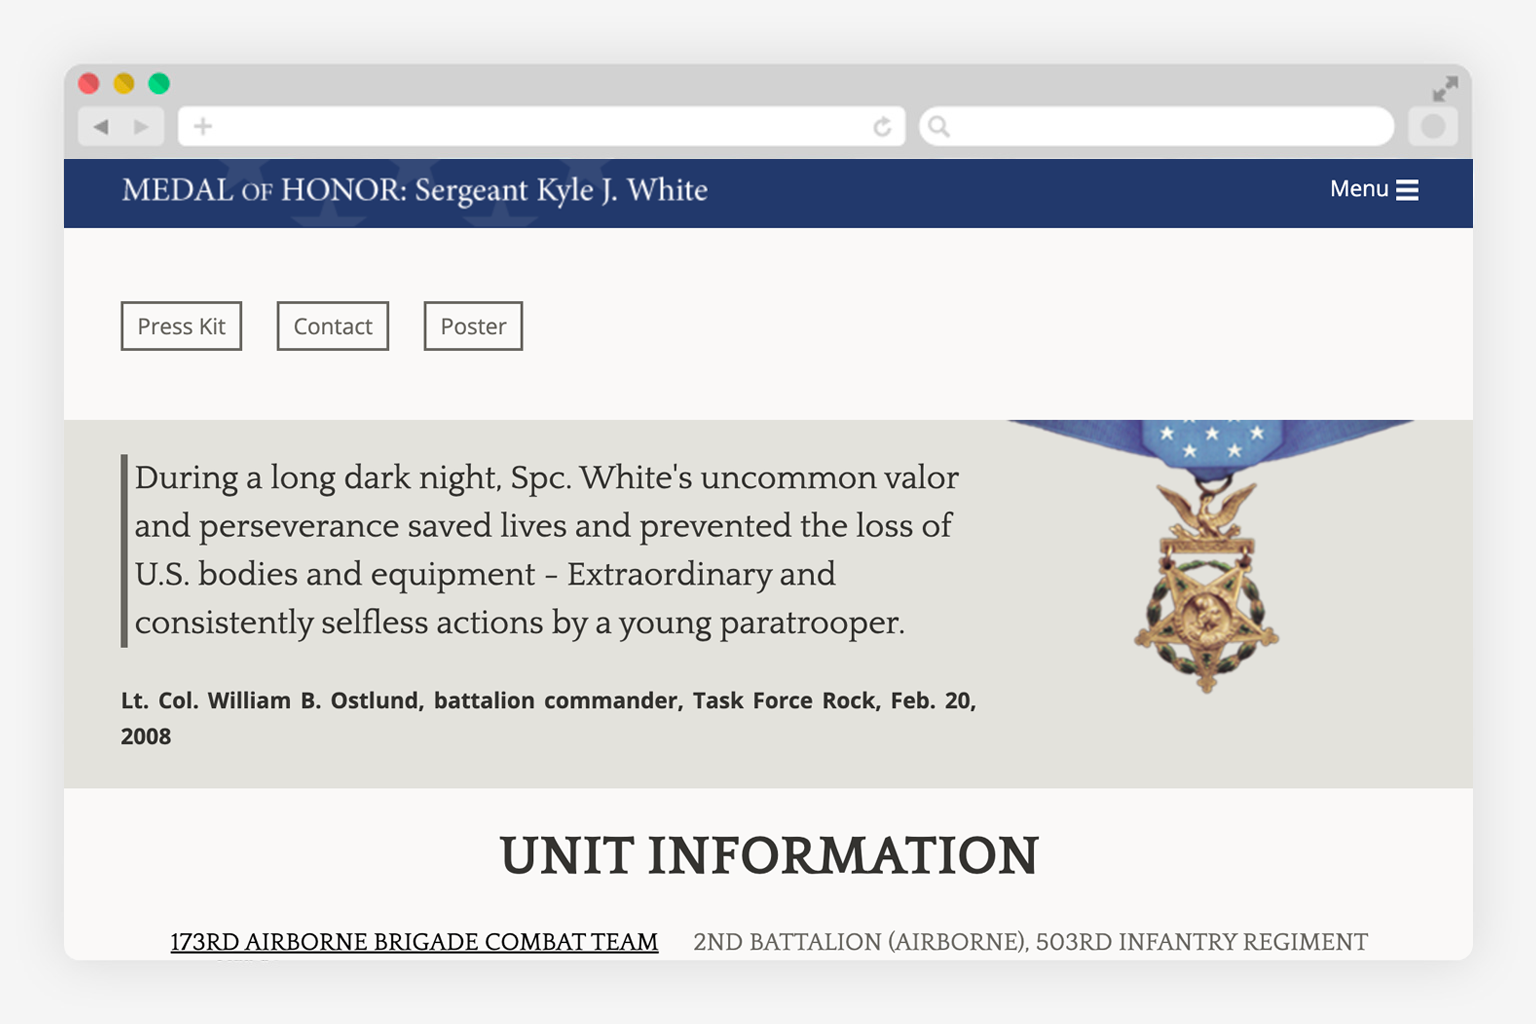 MEDAL OF HONOR: Sergeant Kyle J. White
Menu
Press Kit
Contact
Poster
During a long dark night, Spc. White's uncommon valor
and perseverance saved lives and prevented the loss of
U.S. bodies and equipment – Extraordinary and
consistently selfless actions by a young paratrooper.
Lt. Col. William B. Ostlund, battalion commander, Task Force Rock, Feb. 20,
2008
UNIT INFORMATION
173RD AIRBORNE BRIGADE COMBAT TEAM
2ND BATTALION (AIRBORNE), 503RD INFANTRY REGIMENT